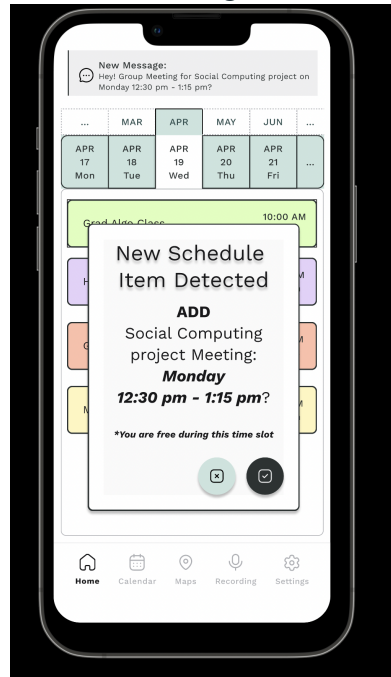 New Message:
Hey! Group Meeting for Social Computing project on
Monday 12:30 pm - 1:15 pm?
... MAR APR MAY JUN ...
APR APR APR APR APR
17 18 19 20 21 ...
Mon Tue Wed Thu Fri
10:00 AM
Grad Algo Class
New Schedule
Item Detected
ADD
Social Computing
project Meeting:
Monday
12:30 pm - 1:15 pm?
*You are free during this time slot
Home Calendar Maps Recording Settings